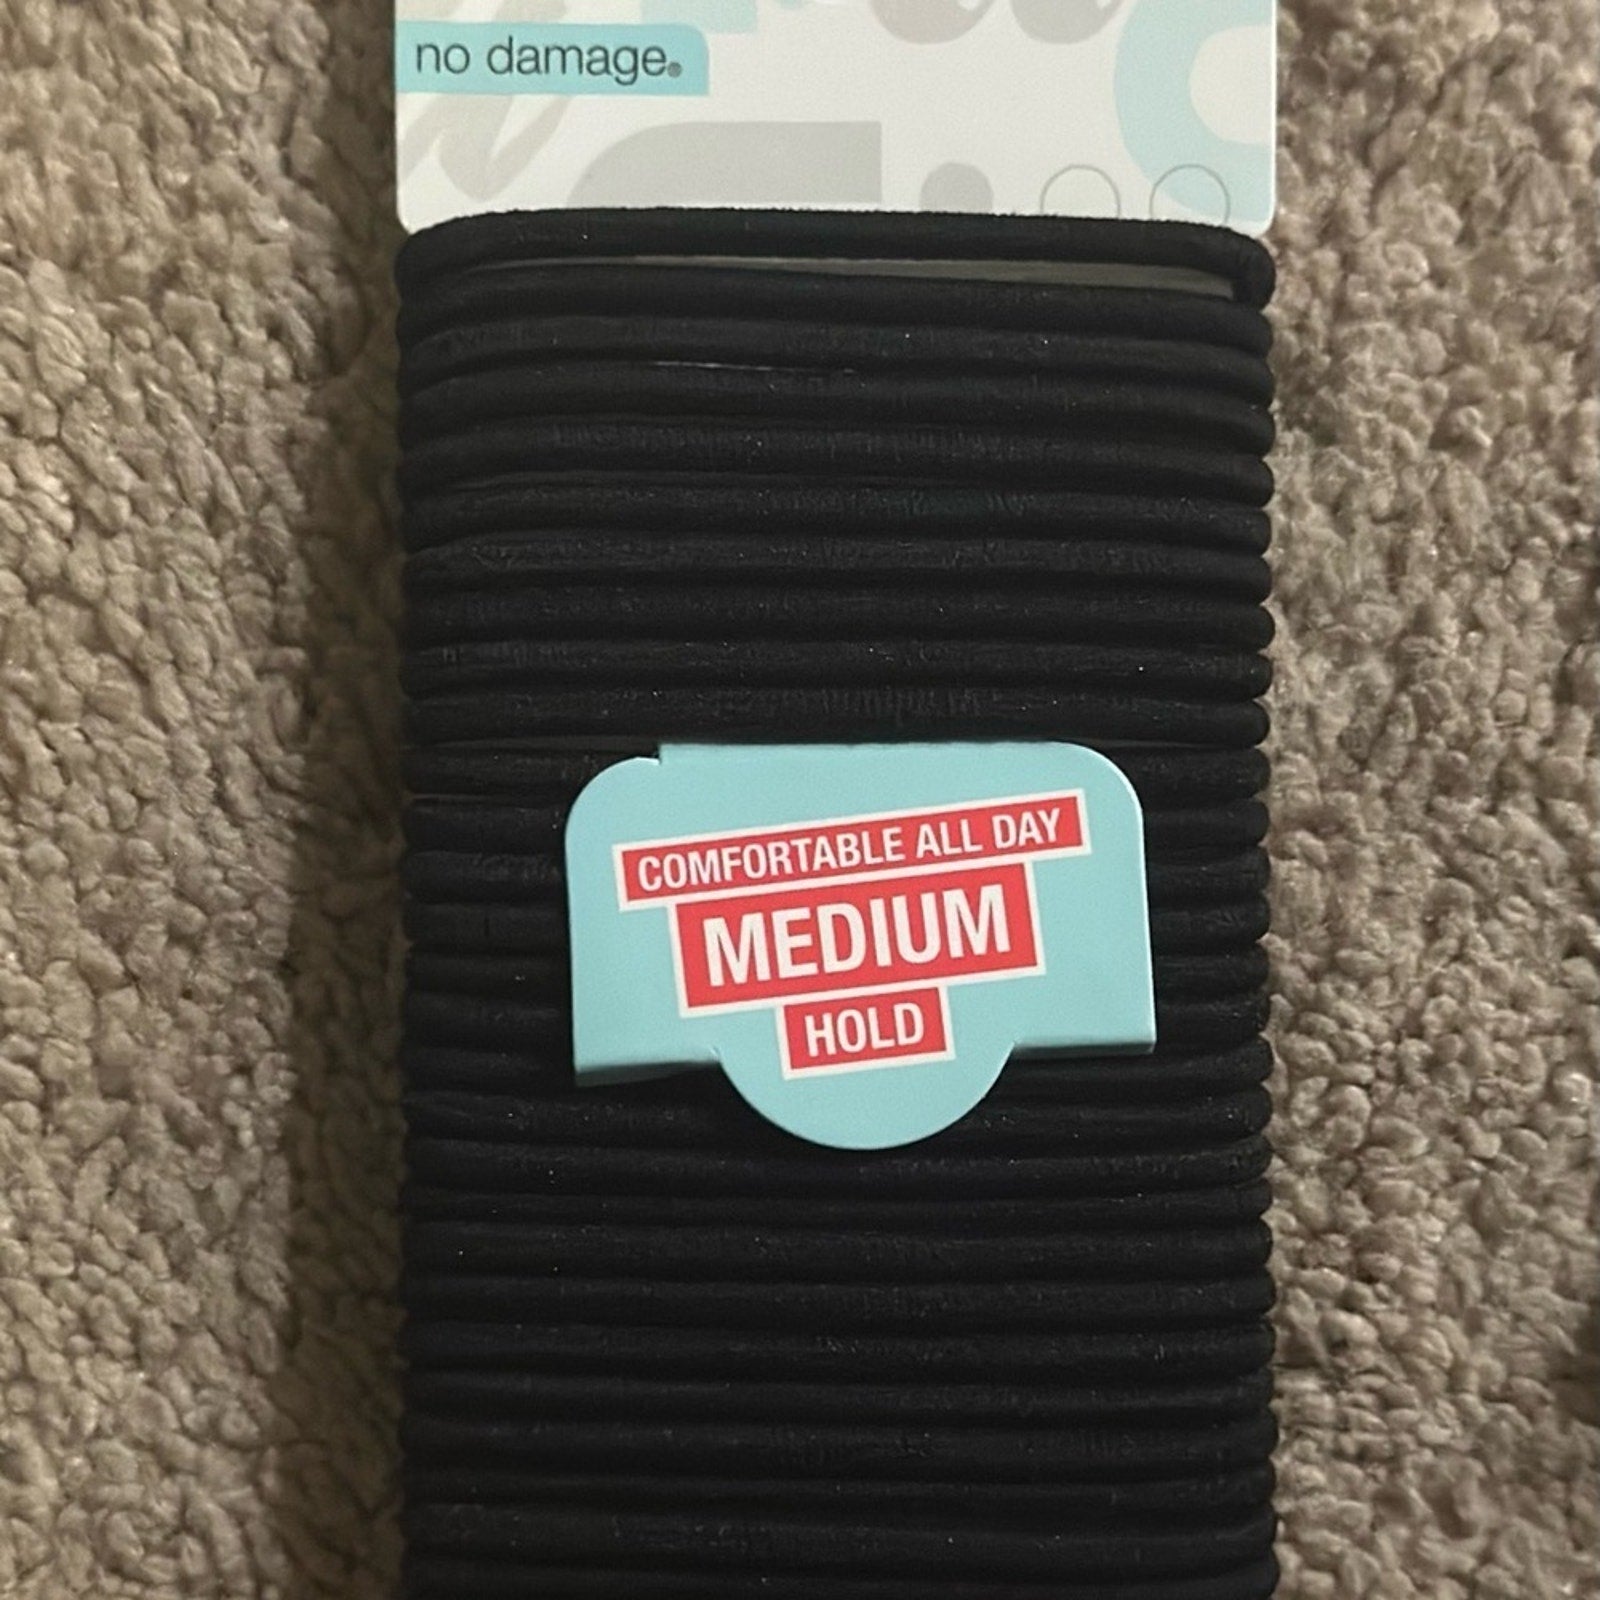 no damage®
COMFORTABLE ALL DAY
MEDIUM
HOLD